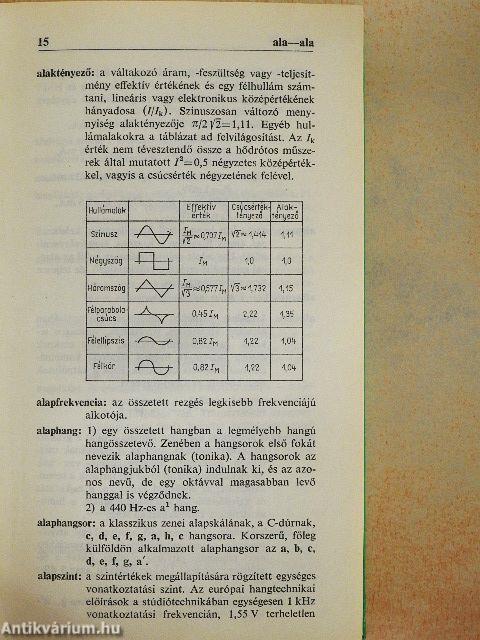 15 ala—ala
alaktényező: a váltakozó áram, -feszültség vagy -teljesít-
mény effektív értékének és egy félhullám szám-
tani, lineáris vagy elektronikus középértékének
hányadosa (I/Ik). Szinuszosan változó meny-
nyiség alaktényezője π/2√2=1,11. Egyéb hul-
lámalakokra a táblázat ad felvilágosítást. Az Ik
érték nem tévesztendő össze a hődrótos műsze-
rek által mutatott I²=0,5 négyzetes középérték-
kel, vagyis a csúcsérték négyzetének felével.
Hullámalak Effektív érték Csúcsérték-tényező Alak-tényező
Szinusz IM/√2≈0,707 IM √2≈1,414 1,11
Négyszög IM 1,0 1,0
Háromszög IM/√3≈0,577 IM √3≈1,732 1,15
Félparabola csúcs 0,45 IM 2,22 1,35
Félellipszis 0,82 IM 1,22 1,04
Félkör 0,82 IM 1,22 1,04
alapfrekvencia: az összetett rezgés legkisebb frekvenciájú
alkotója.
alaphang: 1) egy összetett hangban a legmélyebb hangú
hangösszetevő. Zenében a hangsorok első fokát
nevezik alaphangnak (tonika). A hangsorok az
alaphangjukból (tonika) indulnak ki, és az azo-
nos nevű, de egy oktávval magasabban levő
hanggal is végződnek.
2) a 440 Hz-es a¹ hang.
alaphangsor: a klasszikus zenei alapskálának, a C-dúrnak,
c, d, e, f, g, a, h, c hangsora. Korszerű, főleg
külföldön alkalmazott alaphangsor az a, b, c,
d, e, f, g, a′.
alapszint: a szintértékek megállapítására rögzített egységes
vonatkoztatási szint. Az európai hangtechnikai
előírások a stúdiótechnikában egységesen 1 kHz
vonatkoztatási frekvencián, 1,55 V terheletlen
Antikvárium.hu